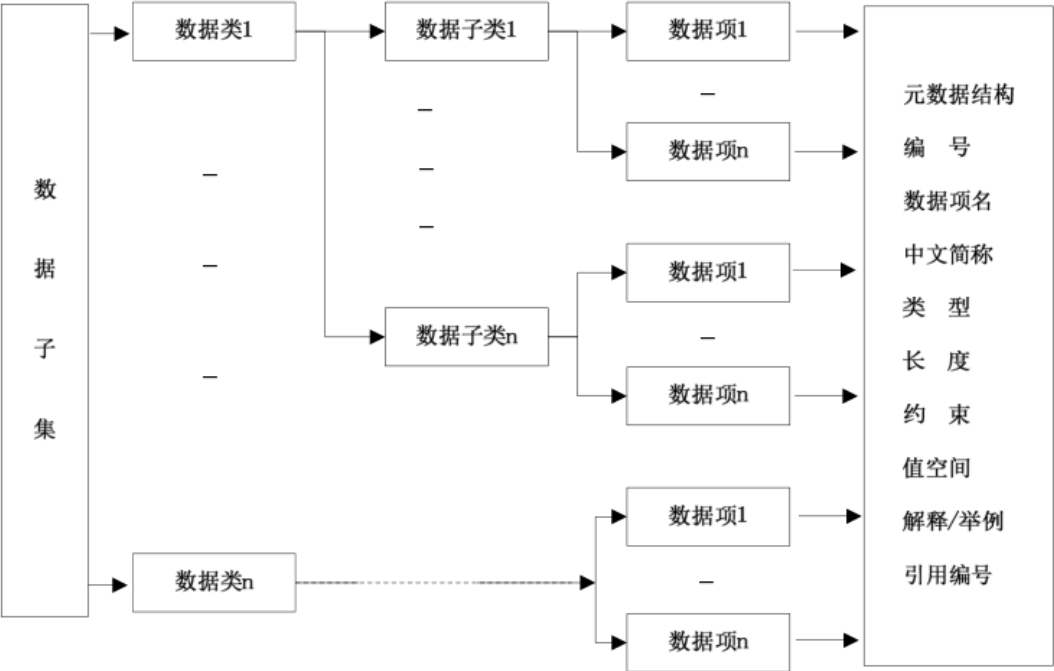 数据子集
数据类1
数据类n
数据子类1
数据子类n
数据项1
数据项n
数据项1
数据项n
数据项1
数据项n
元数据结构
编 号
数据项名
中文简称
类 型
长 度
约 束
值空间
解释/举例
引用编号